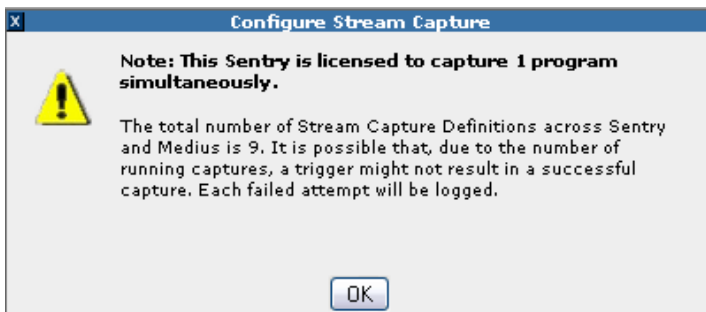 X
Configure Stream Capture
Note: This Sentry is licensed to capture 1 program
simultaneously.
The total number of Stream Capture Definitions across Sentry
and Medius is 9. It is possible that, due to the number of
running captures, a trigger might not result in a successful
capture. Each failed attempt will be logged.
OK